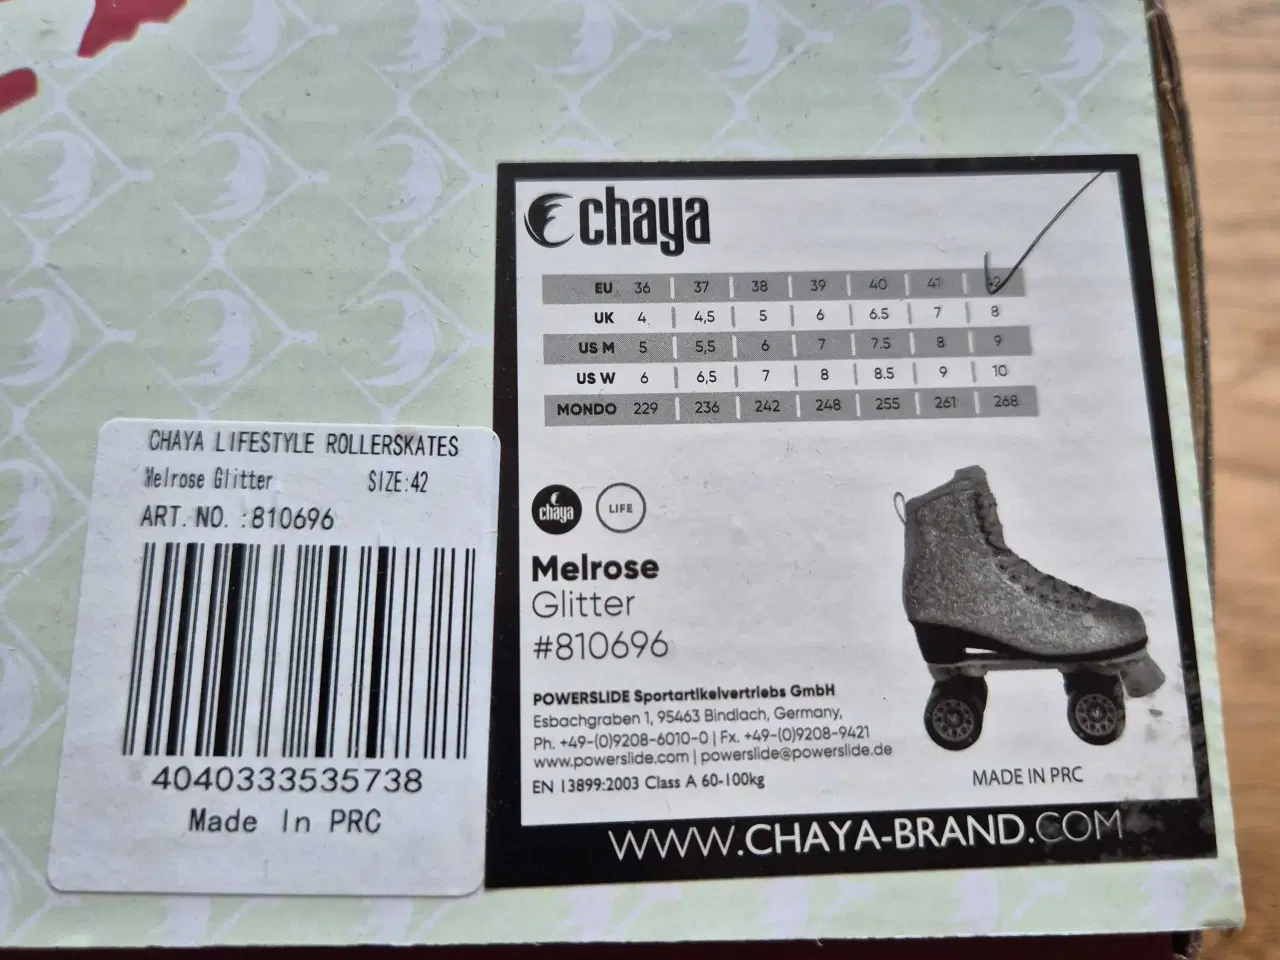 CHAYA LIFESTYLE ROLLERSKATES
Melrose Glitter SIZE:42
ART. NO. :810696
4040333535738
Made In PRC
chaya
EU 36 37 38 39 40 41 42
UK 4 4,5 5 6 6.5 7 8
US M 5 5,5 6 7 7.5 8 9
US W 6 6,5 7 8 8.5 9 10
MONDO 229 236 242 248 255 261 268
chaya LIFE
Melrose
Glitter
#810696
POWERSLIDE Sportartikelvertriebs GmbH
Esbachgraben 1, 95463 Bindlach, Germany,
Ph. +49-(0)9208-6010-0 | Fx. +49-(0)9208-9421
www.powerslide.com | powerslide@powerslide.de
EN 13899:2003 Class A 60-100kg
MADE IN PRC
WWW.CHAYA-BRAND.COM